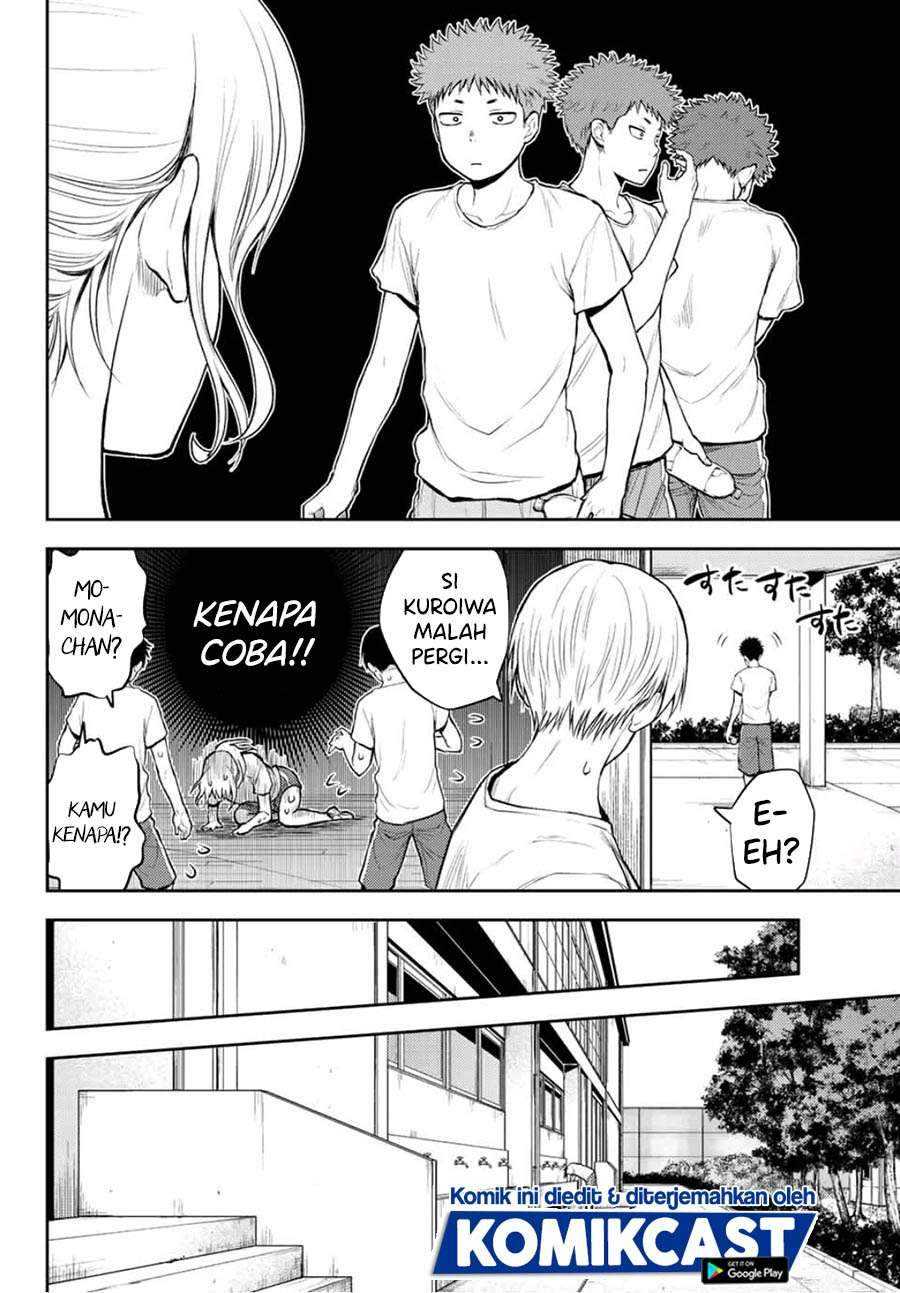 すたすた
すた
SI
KUROIWA
MALAH
PERGI...
E-
EH?
KENAPA
COBA!!
MO-
MONA-
CHAN?
KAMU
KENAPA!?
Komik ini diedit & diterjemahkan oleh
KOMIKCAST
GET IT ON
Google Play